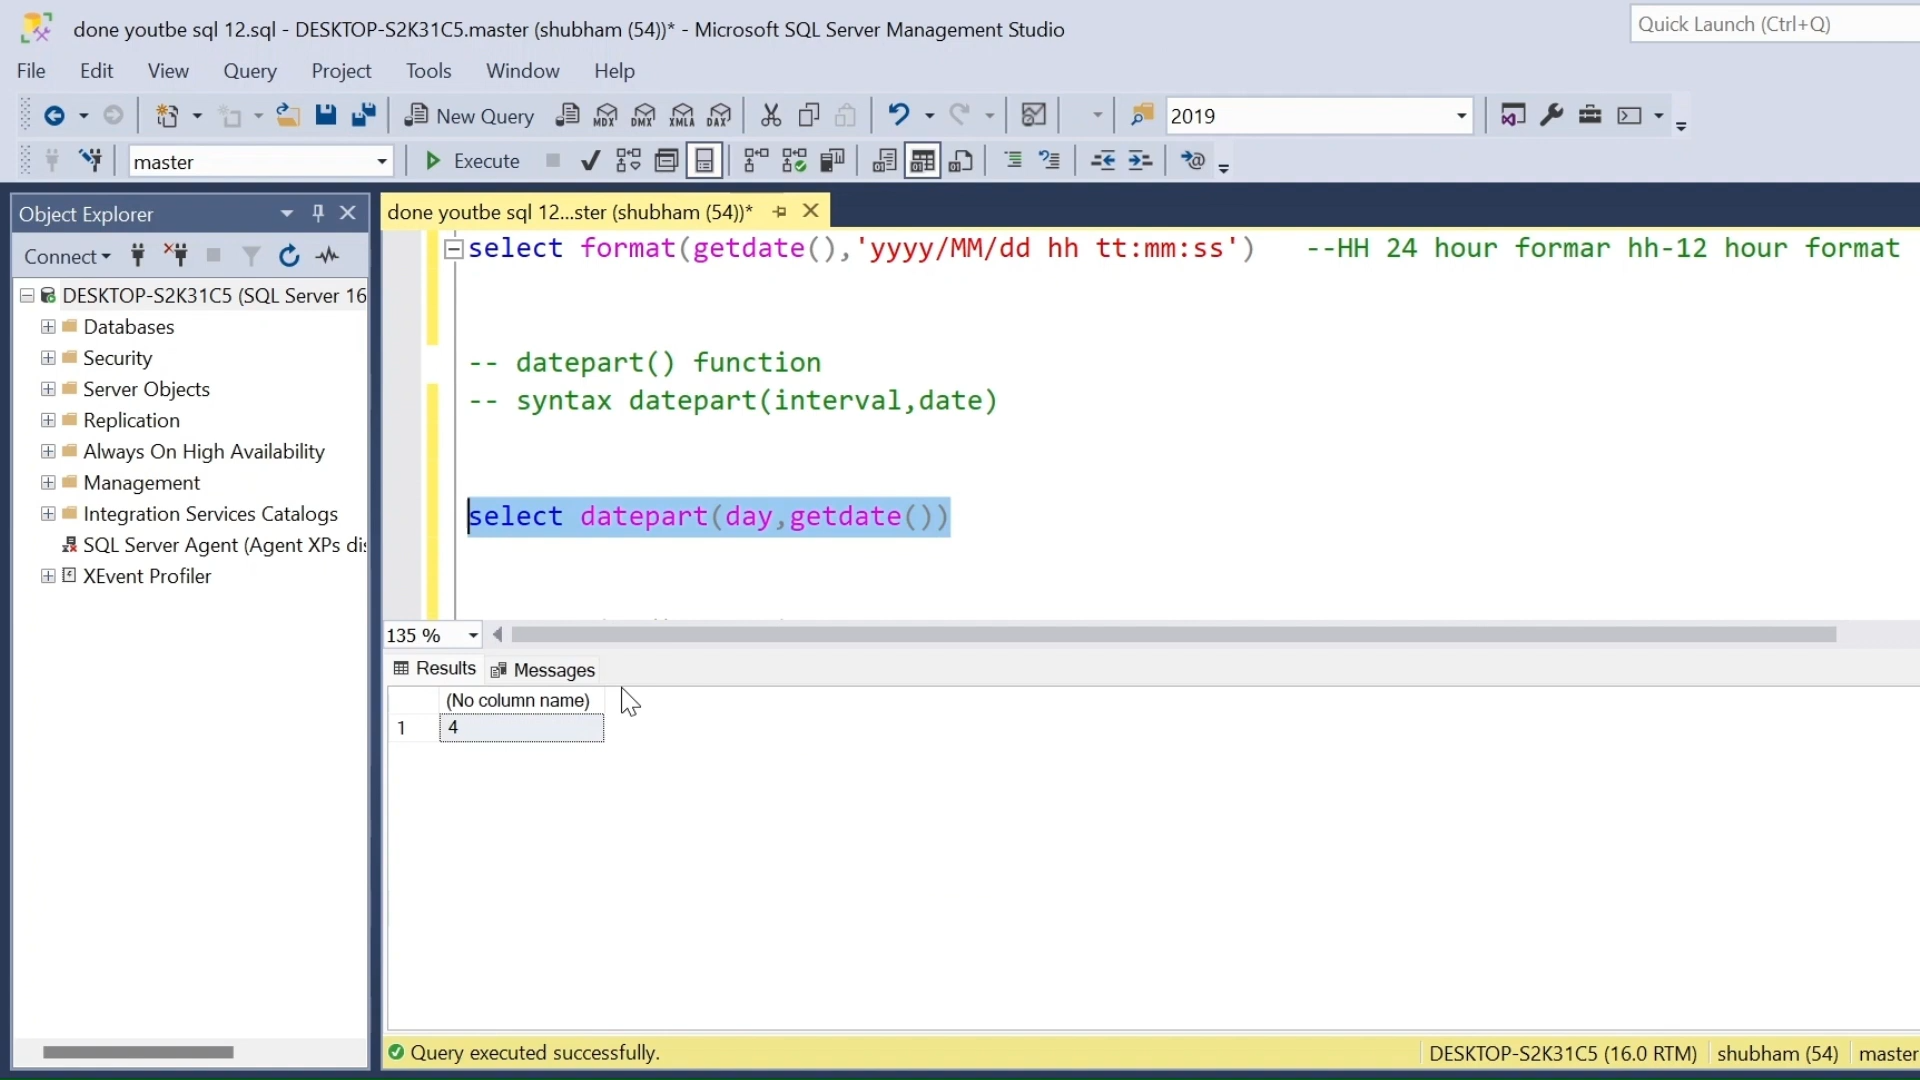 done youtbe sql 12.sql - DESKTOP-S2K31C5.master (shubham (54))* - Microsoft SQL Server Management Studio
Quick Launch (Ctrl+Q)
File Edit View Query Project Tools Window Help
New Query MDX DMX XMLA DAX 2019
master Execute
Object Explorer
done youtbe sql 12...ster (shubham (54))*
Connect
DESKTOP-S2K31C5 (SQL Server 16
Databases
Security
Server Objects
Replication
Always On High Availability
Management
Integration Services Catalogs
SQL Server Agent (Agent XPs dis
XEvent Profiler
select format(getdate(),'yyyy/MM/dd hh tt:mm:ss') --HH 24 hour formar hh-12 hour format
-- datepart() function
-- syntax datepart(interval,date)
select datepart(day,getdate())
135 %
Results Messages
(No column name)
1 4
Query executed successfully.
DESKTOP-S2K31C5 (16.0 RTM) shubham (54) master